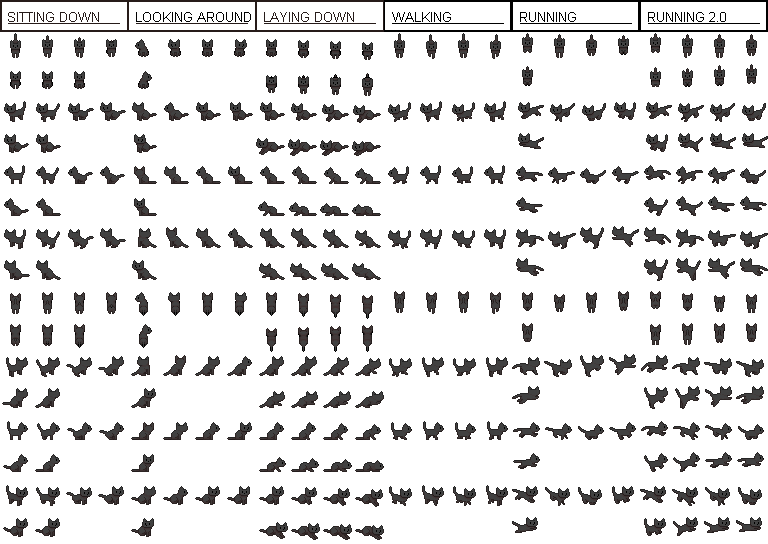 SITTING DOWN
LOOKING AROUND
LAYING DOWN
WALKING
RUNNING
RUNNING 2.0